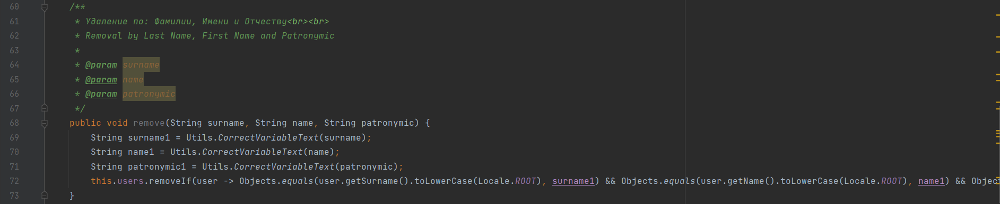 60 /**
61 * Удаление по: Фамилии, Имени и Отчеству<br><br>
62 * Removal by Last Name, First Name and Patronymic
63 *
64 * @param surname
65 * @param name
66 * @param patronymic
67 */
68 public void remove(String surname, String name, String patronymic) {
69 String surname1 = Utils.CorrectVariableText(surname);
70 String name1 = Utils.CorrectVariableText(name);
71 String patronymic1 = Utils.CorrectVariableText(patronymic);
72 this.users.removeIf(user -> Objects.equals(user.getSurname().toLowerCase(Locale.ROOT), surname1) && Objects.equals(user.getName().toLowerCase(Locale.ROOT), name1) && Object
73 }